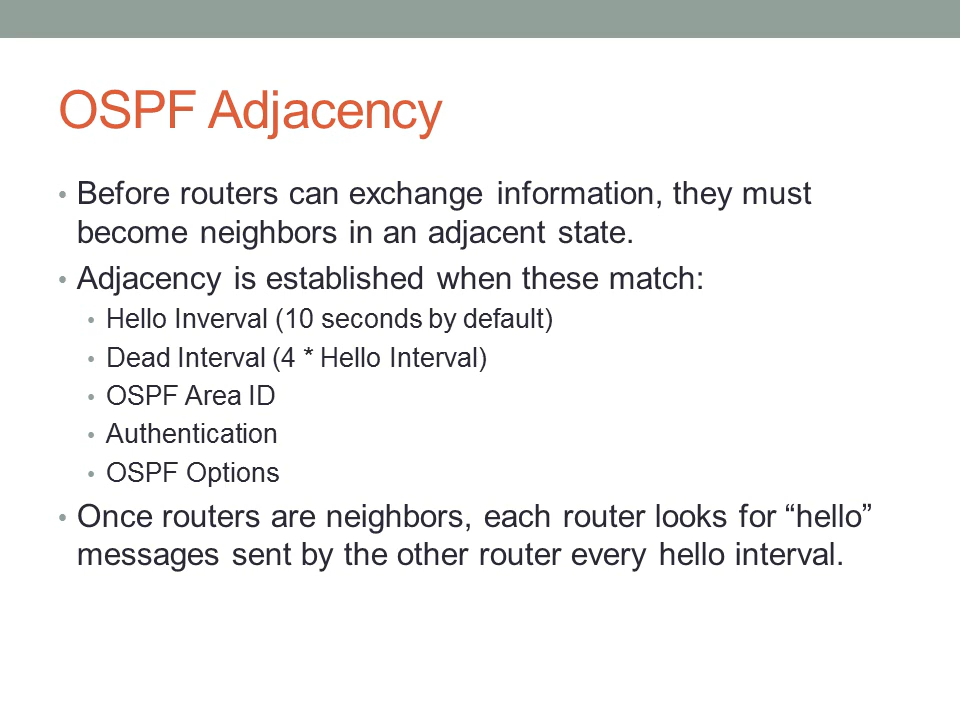 OSPF Adjacency
• Before routers can exchange information, they must
become neighbors in an adjacent state.
• Adjacency is established when these match:
• Hello Inverval (10 seconds by default)
• Dead Interval (4 * Hello Interval)
• OSPF Area ID
• Authentication
• OSPF Options
• Once routers are neighbors, each router looks for “hello”
messages sent by the other router every hello interval.